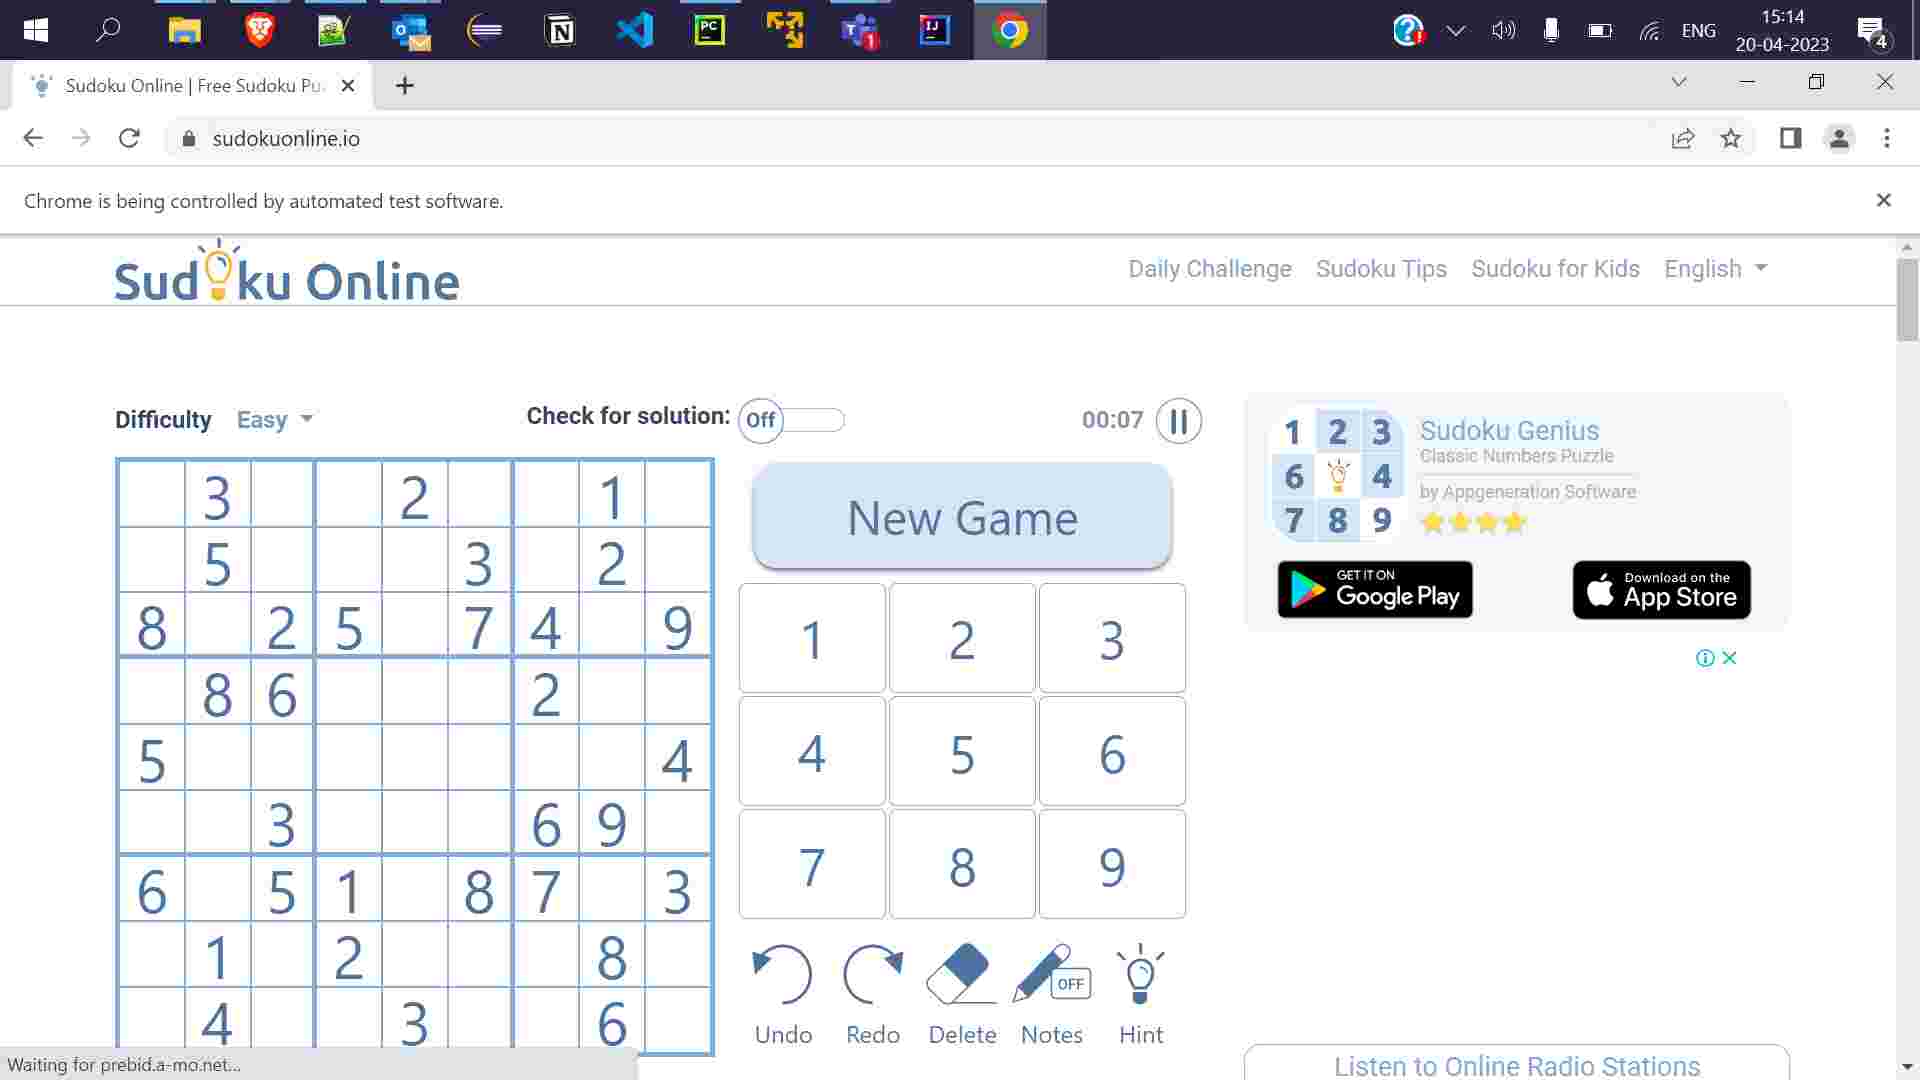 15:14
ENG
20-04-2023
4
1
PC
IJ
Sudoku Online | Free Sudoku Pu
sudokuonline.io
Chrome is being controlled by automated test software.
Sudoku Online
Daily Challenge Sudoku Tips Sudoku for Kids English
Difficulty Easy
Check for solution: Off
00:07
3 2 1
5 3 2
8 2 5 7 4 9
8 6 2
5 4
3 6 9
6 5 1 8 7 3
1 2 8
4 3 6
New Game
1 2 3
4 5 6
7 8 9
OFF
Undo Redo Delete Notes Hint
1 2 3
6 4
7 8 9
Sudoku Genius
Classic Numbers Puzzle
by Appgeneration Software
GET IT ON
Google Play
Download on the
App Store
Listen to Online Radio Stations
Waiting for prebid.a-mo.net...